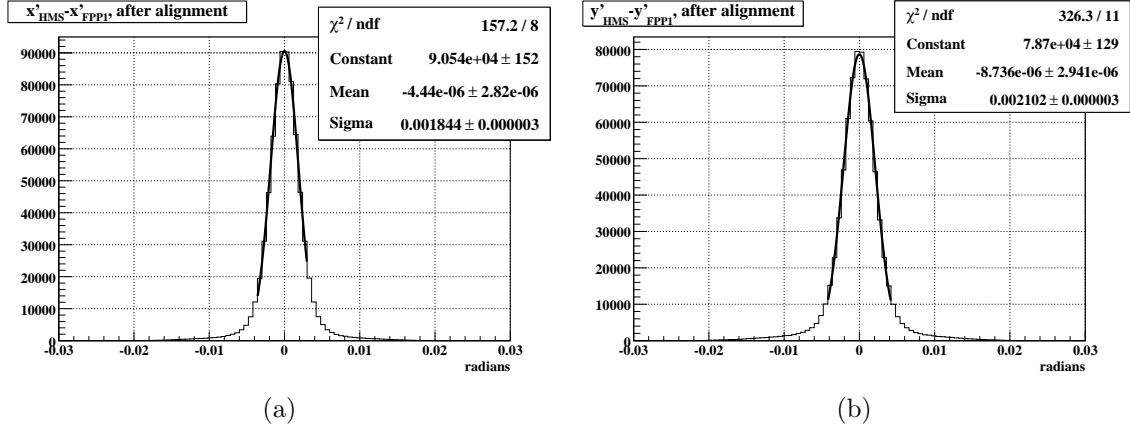 x'HMS-x'FPP1, after alignment
χ² / ndf 157.2 / 8
Constant 9.054e+04 ± 152
Mean -4.44e-06 ± 2.82e-06
Sigma 0.001844 ± 0.000003
90000
80000
70000
60000
50000
40000
30000
20000
10000
0
-0.03 -0.02 -0.01 0 0.01 0.02 0.03
radians
(a)
y'HMS-y'FPP1, after alignment
χ² / ndf 326.3 / 11
Constant 7.87e+04 ± 129
Mean -8.736e-06 ± 2.941e-06
Sigma 0.002102 ± 0.000003
80000
70000
60000
50000
40000
30000
20000
10000
0
-0.03 -0.02 -0.01 0 0.01 0.02 0.03
radians
(b)